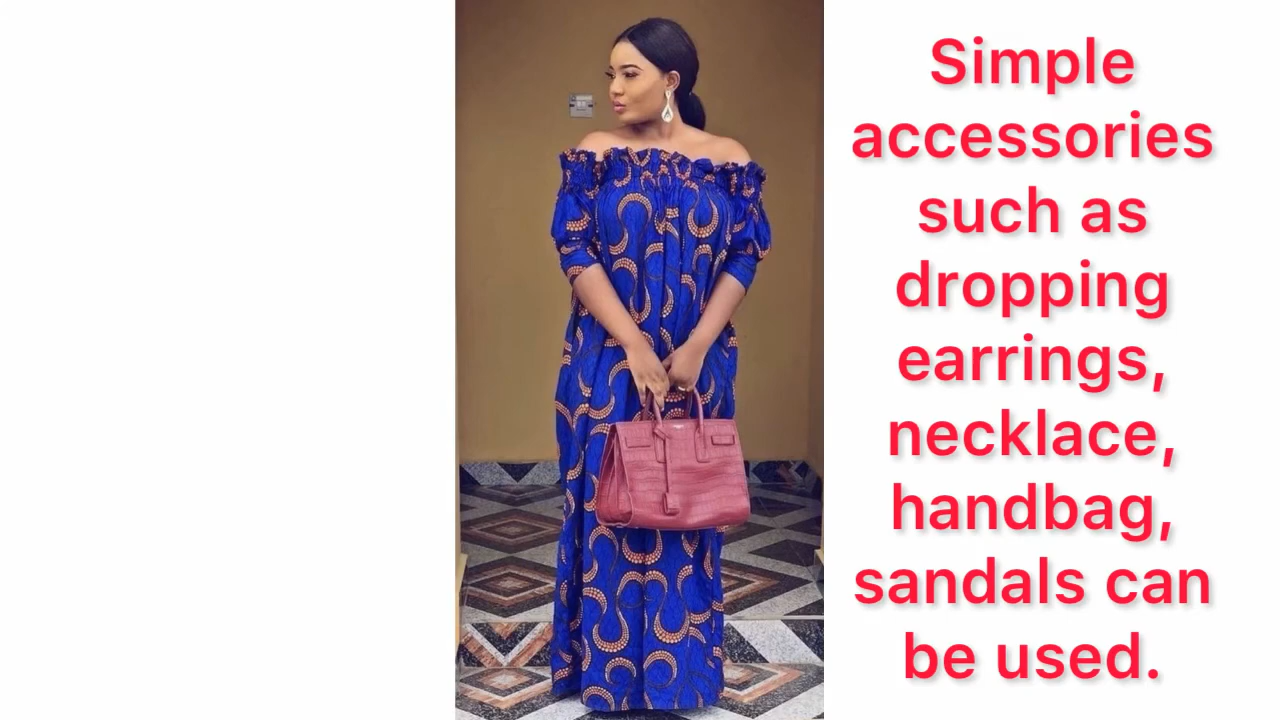 Simple
accessories
such as
dropping
earrings,
necklace,
handbag,
sandals can
be used.